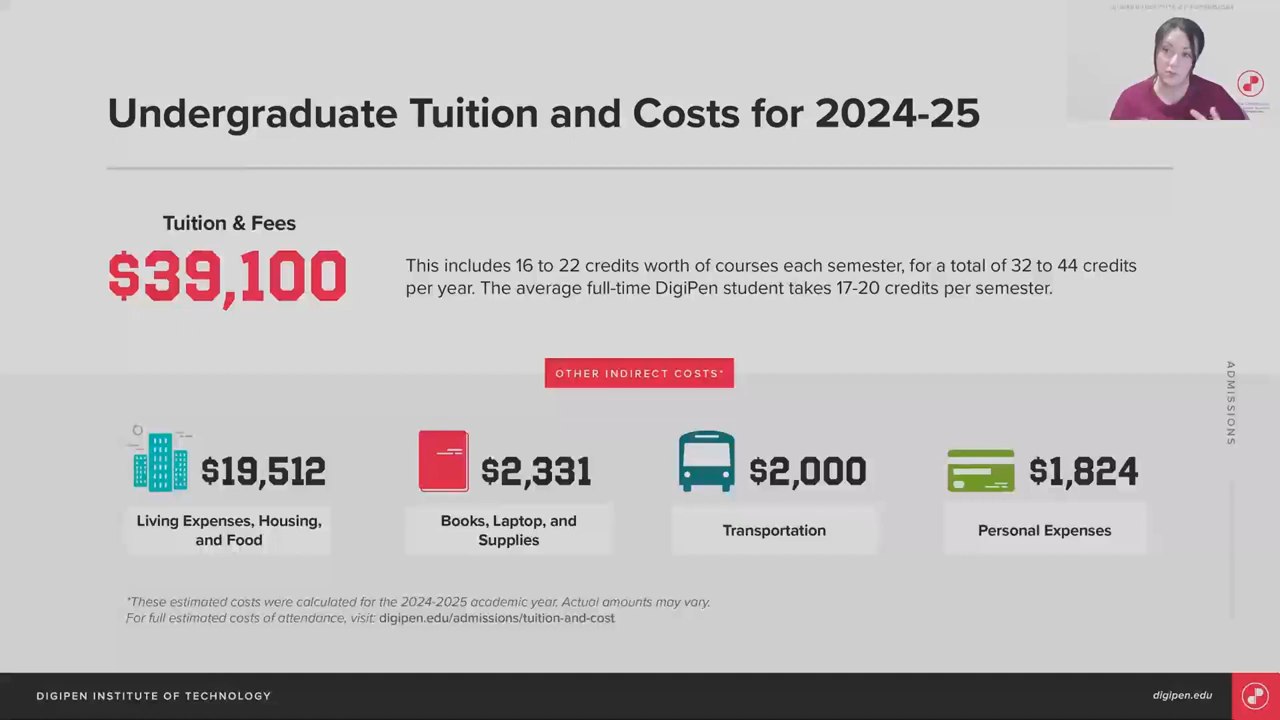 Undergraduate Tuition and Costs for 2024-25
Tuition & Fees
$39,100
This includes 16 to 22 credits worth of courses each semester, for a total of 32 to 44 credits
per year. The average full-time DigiPen student takes 17-20 credits per semester.
OTHER INDIRECT COSTS*
ADMISSIONS
$19,512
Living Expenses, Housing,
and Food
$2,331
Books, Laptop, and
Supplies
$2,000
Transportation
$1,824
Personal Expenses
*These estimated costs were calculated for the 2024-2025 academic year. Actual amounts may vary.
For full estimated costs of attendance, visit: digipen.edu/admissions/tuition-and-cost
DIGIPEN INSTITUTE OF TECHNOLOGY
digipen.edu